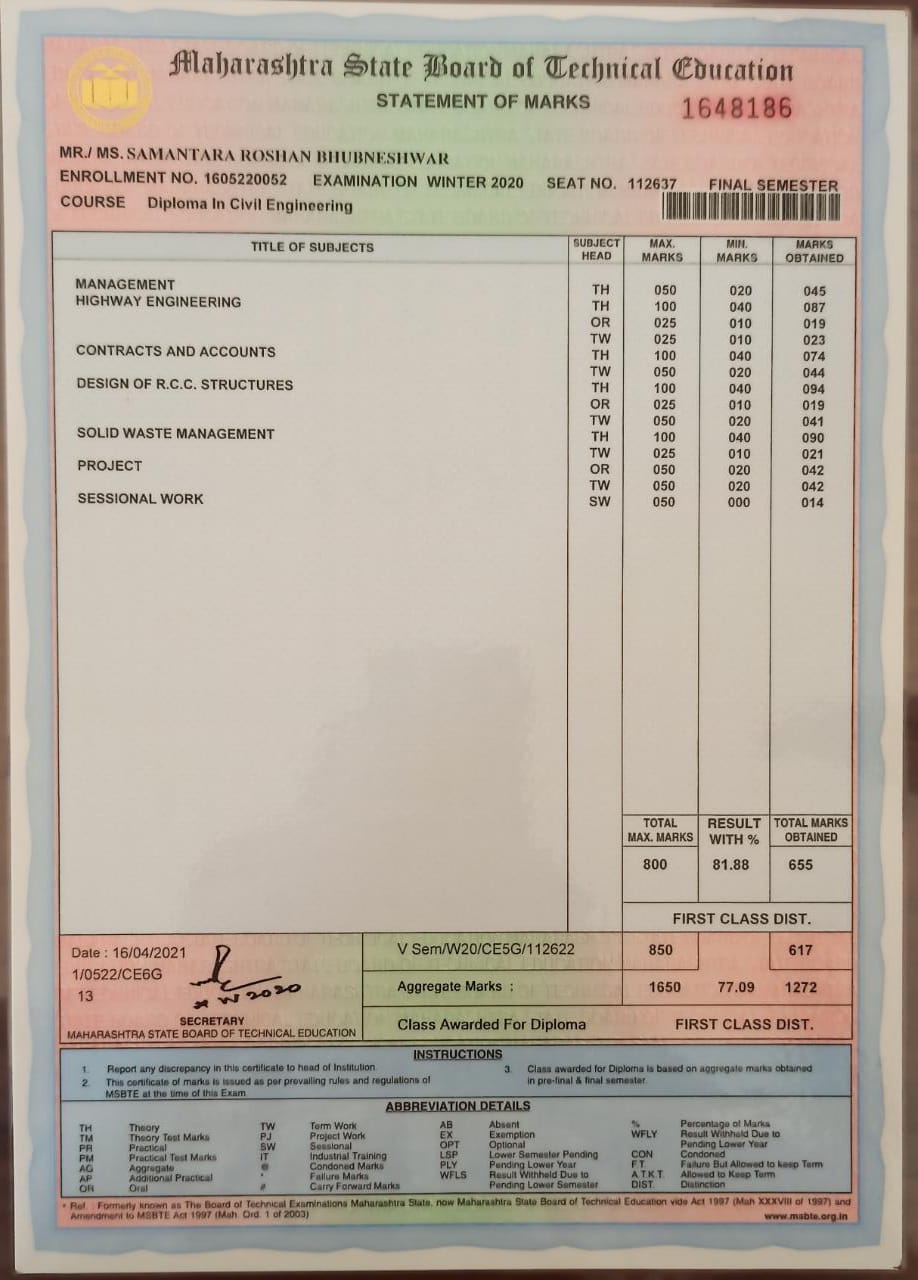 Maharashtra State Board of Technical Education
STATEMENT OF MARKS
1648186
MR./ MS. SAMANTARA ROSHAN BHUBNESHWAR
ENROLLMENT NO. 1605220052 EXAMINATION WINTER 2020 SEAT NO. 112637 FINAL SEMESTER
COURSE Diploma In Civil Engineering
TITLE OF SUBJECTS SUBJECT HEAD MAX. MARKS MIN. MARKS MARKS OBTAINED
MANAGEMENT TH 050 020 045
HIGHWAY ENGINEERING TH 100 040 087
OR 025 010 019
TW 025 010 023
CONTRACTS AND ACCOUNTS TH 100 040 074
TW 050 020 044
DESIGN OF R.C.C. STRUCTURES TH 100 040 094
OR 025 010 019
TW 050 020 041
SOLID WASTE MANAGEMENT TH 100 040 090
TW 025 010 021
PROJECT OR 050 020 042
TW 050 020 042
SESSIONAL WORK SW 050 000 014
TOTAL MAX. MARKS RESULT WITH % TOTAL MARKS OBTAINED
800 81.88 655
FIRST CLASS DIST.
Date : 16/04/2021
1/0522/CE6G
13
* W2020
SECRETARY
MAHARASHTRA STATE BOARD OF TECHNICAL EDUCATION
V Sem/W20/CE5G/112622 850 617
Aggregate Marks : 1650 77.09 1272
Class Awarded For Diploma FIRST CLASS DIST.
INSTRUCTIONS
1. Report any discrepancy in this certificate to head of Institution.
2. This certificate of marks is issued as per prevailing rules and regulations of
MSBTE at the time of this Exam
3. Class awarded for Diploma is based on aggregate marks obtained
in pre-final & final semester.
ABBREVIATION DETAILS
TH Theory TW Term Work AB Absent % Percentage of Marks
TM Theory Test Marks PJ Project Work EX Exemption WFLY Result Withheld Due to
PR Practical SW Sessional OPT Optional Pending Lower Year
PM Practical Test Marks IT Industrial Training LSP Lower Semester Pending CON Condoned
AG Aggregate @ Condoned Marks PLY Pending Lower Year F.T. Failure But Allowed to keep Term
AP Additional Practical * Failure Marks WFLS Result Withheld Due to A.T.K.T. Allowed to Keep Term
OR Oral # Carry Forward Marks Pending Lower Semester DIST. Distinction
* Ref. : Formerly known as The Board of Technical Examinations Maharashtra State, now Maharashtra State Board of Technical Education vide Act 1997 (Mah XXXVIII of 1997) and
Amendment to MSBTE Act 1997 (Mah. Ord. 1 of 2003)
www.msbte.org.in